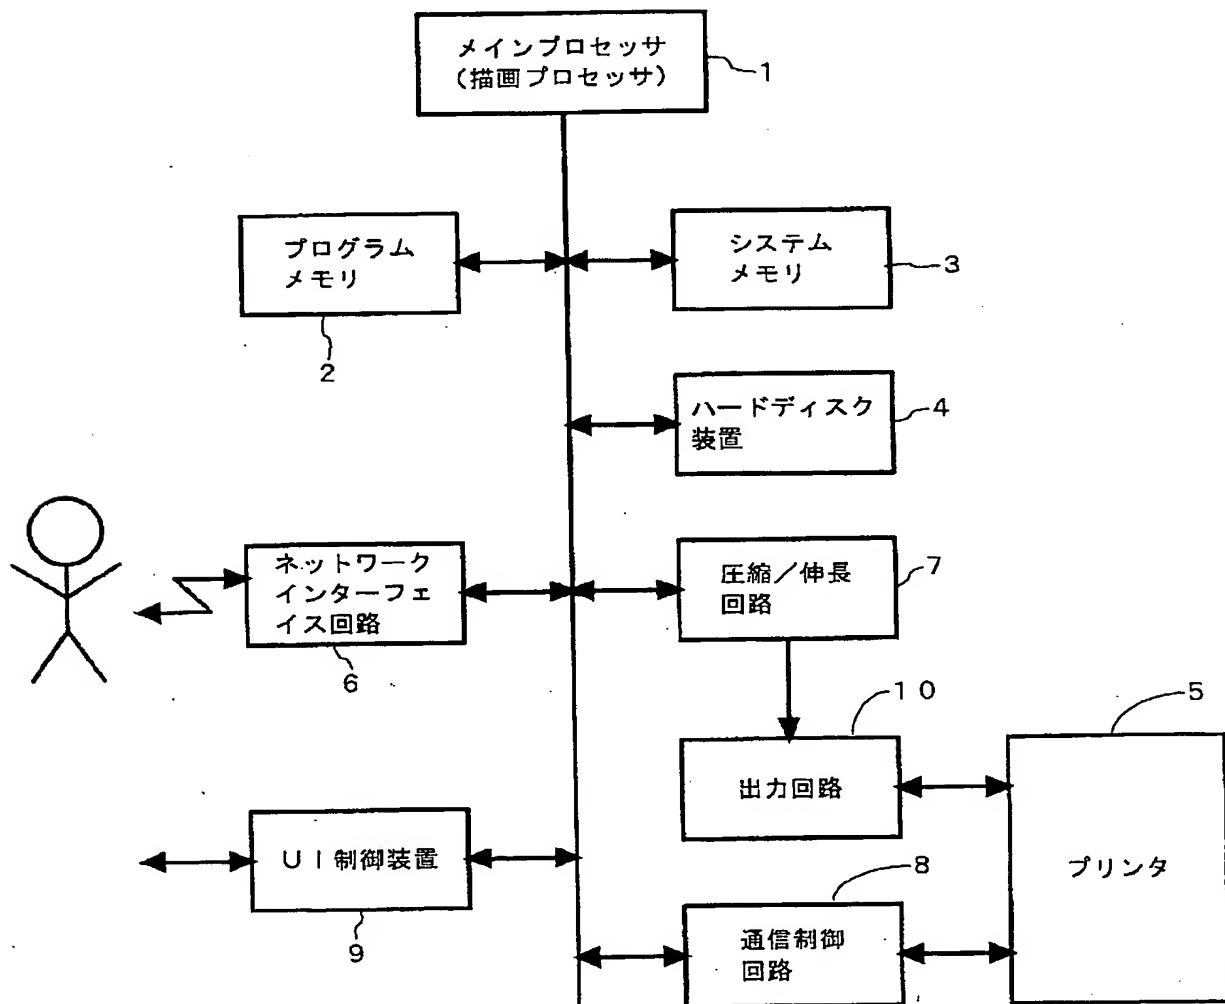 メインプロセッサ
(描画プロセッサ)
1
プログラム
メモリ
2
システム
メモリ
3
ハードディスク
装置
4
ネットワーク
インターフェ
イス回路
6
圧縮/伸長
回路
7
10
出力回路
5
プリンタ
UI制御装置
9
8
通信制御
回路